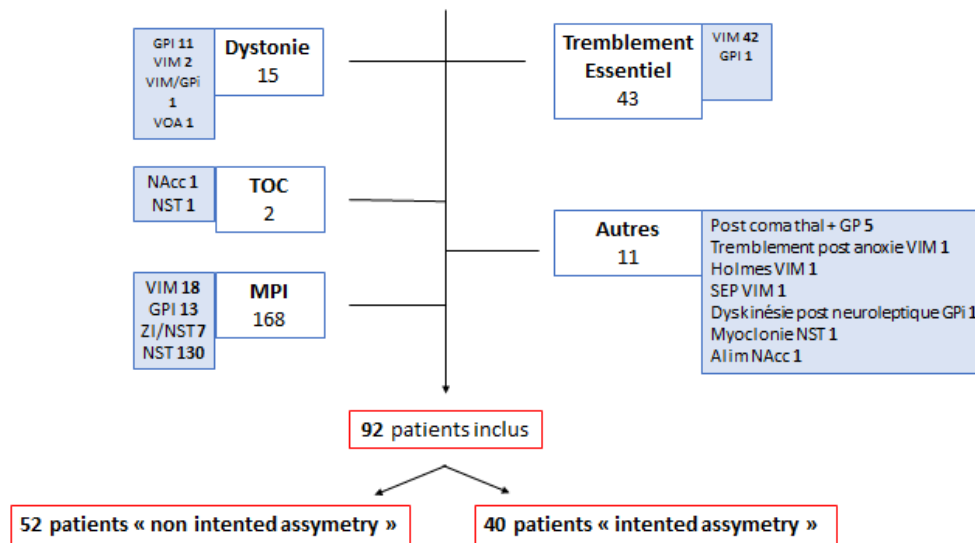 GPI 11
VIM 2
VIM/GPi
1
VOA 1
Dystonie
15
Tremblement
Essentiel
43
VIM 42
GPI 1
NAcc 1
NST 1
TOC
2
Autres
11
Post coma thal + GP 5
Tremblement post anoxie VIM 1
Holmes VIM 1
SEP VIM 1
Dyskinésie post neuroleptique GPi 1
Myoclonie NST 1
Alim NAcc 1
VIM 18
GPI 13
ZI/NST 7
NST 130
MPI
168
92 patients inclus
52 patients « non intented assymetry »
40 patients « intented assymetry »